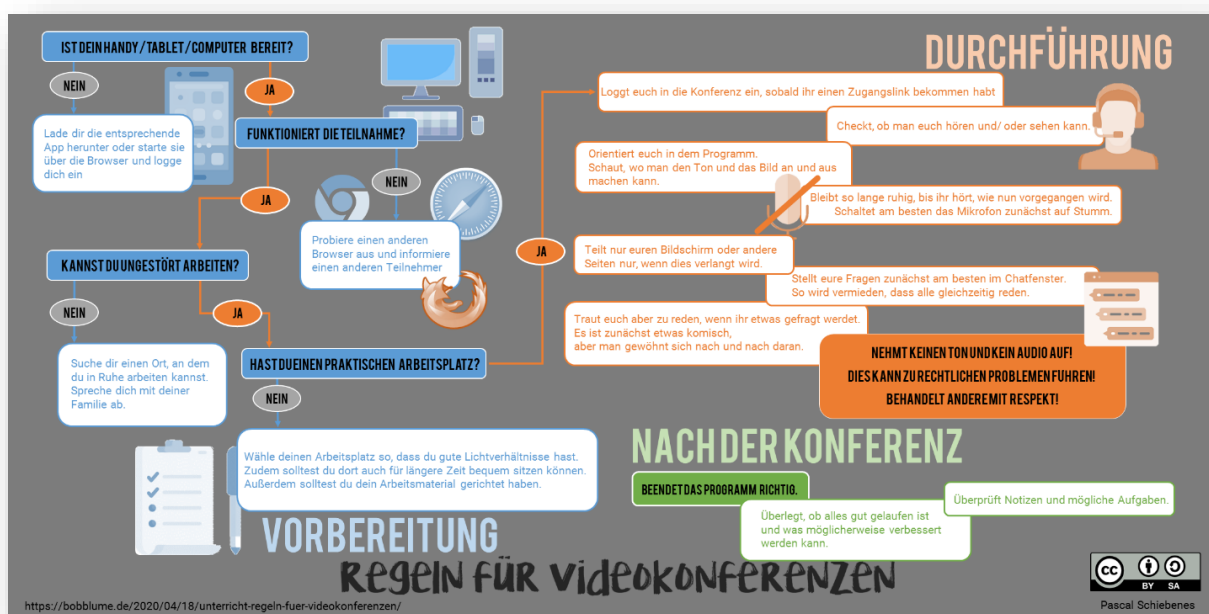 IST DEIN HANDY / TABLET / COMPUTER BEREIT?
NEIN
JA
Lade dir die entsprechende
App herunter oder starte sie
über die Browser und logge
dich ein
FUNKTIONIERT DIE TEILNAHME?
JA
NEIN
Probiere einen anderen
Browser aus und informiere
einen anderen Teilnehmer
KANNST DU UNGESTÖRT ARBEITEN?
NEIN
JA
Suche dir einen Ort, an dem
du in Ruhe arbeiten kannst.
Spreche dich mit deiner
Familie ab.
HAST DU EINEN PRAKTISCHEN ARBEITSPLATZ?
NEIN
JA
Wähle deinen Arbeitsplatz so, dass du gute Lichtverhältnisse hast.
Zudem solltest du dort auch für längere Zeit bequem sitzen können.
Außerdem solltest du dein Arbeitsmaterial gerichtet haben.
VORBEREITUNG
DURCHFÜHRUNG
Loggt euch in die Konferenz ein, sobald ihr einen Zugangslink bekommen habt
Checkt, ob man euch hören und/ oder sehen kann.
Orientiert euch in dem Programm.
Schaut, wo man den Ton und das Bild an und aus
machen kann.
Bleibt so lange ruhig, bis ihr hört, wie nun vorgegangen wird.
Schaltet am besten das Mikrofon zunächst auf Stumm.
Teilt nur euren Bildschirm oder andere
Seiten nur, wenn dies verlangt wird.
Stellt eure Fragen zunächst am besten im Chatfenster.
So wird vermieden, dass alle gleichzeitig reden.
Traut euch aber zu reden, wenn ihr etwas gefragt werdet.
Es ist zunächst etwas komisch,
aber man gewöhnt sich nach und nach daran.
NEHMT KEINEN TON UND KEIN AUDIO AUF!
DIES KANN ZU RECHTLICHEN PROBLEMEN FÜHREN!
BEHANDELT ANDERE MIT RESPEKT!
NACH DER KONFERENZ
BEENDET DAS PROGRAMM RICHTIG.
Überprüft Notizen und mögliche Aufgaben.
Überlegt, ob alles gut gelaufen ist
und was möglicherweise verbessert
werden kann.
REGELN FÜR VIDEOKONFERENZEN
https://bobblume.de/2020/04/18/unterricht-regeln-fuer-videokonferenzen/
cc
BY SA
Pascal Schiebenes